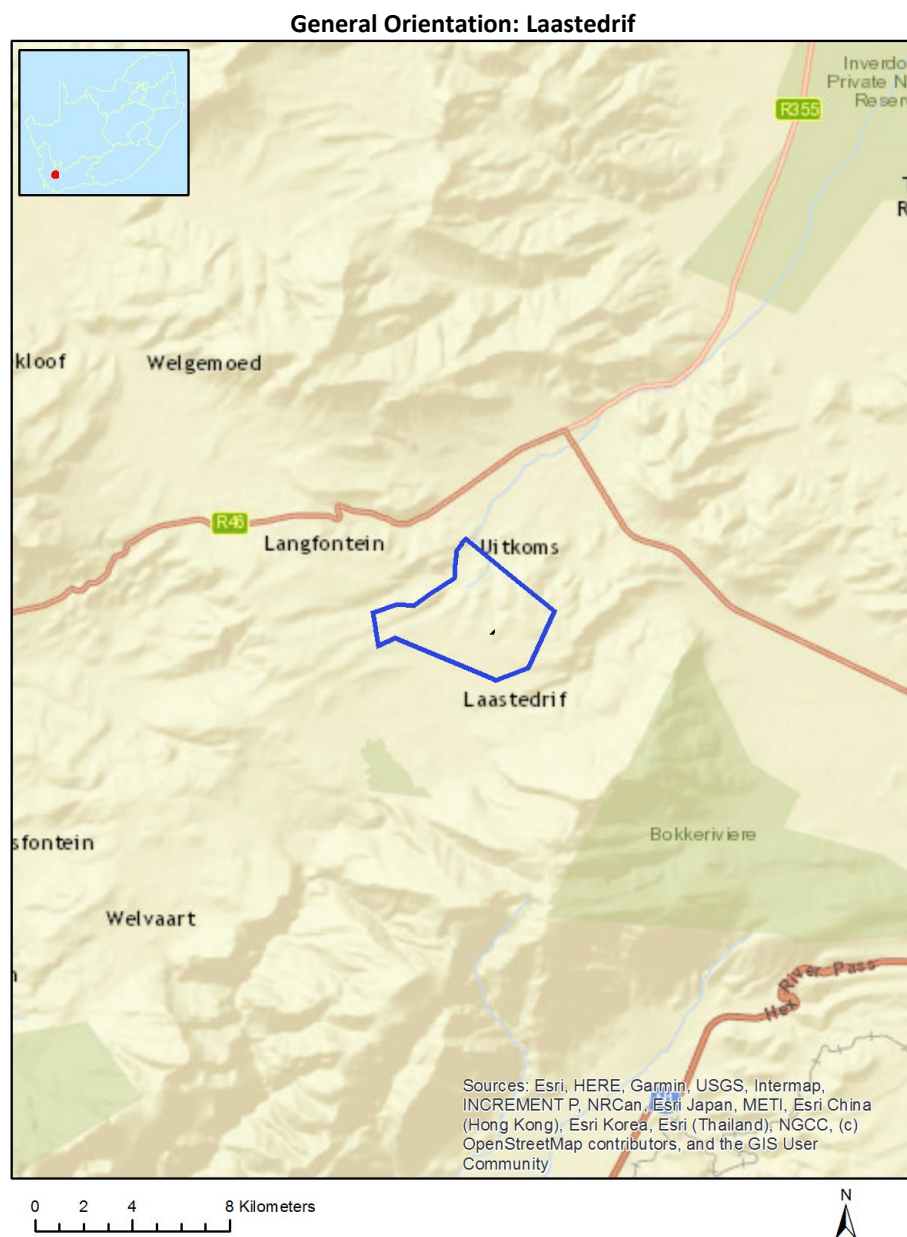 General Orientation: Laastedrif
Inverdo
Private N
Reser
R355
T
R
kloof
Welgemoed
R46
Langfontein
Uitkoms
Laastedrif
Bokkeriviere
sfontein
Welvaart
n
Hex River Pass
N1
Sources: Esri, HERE, Garmin, USGS, Intermap,
INCREMENT P, NRCan, Esri Japan, METI, Esri China
(Hong Kong), Esri Korea, Esri (Thailand), NGCC, (c)
OpenStreetMap contributors, and the GIS User
Community
0 2 4 8 Kilometers
N